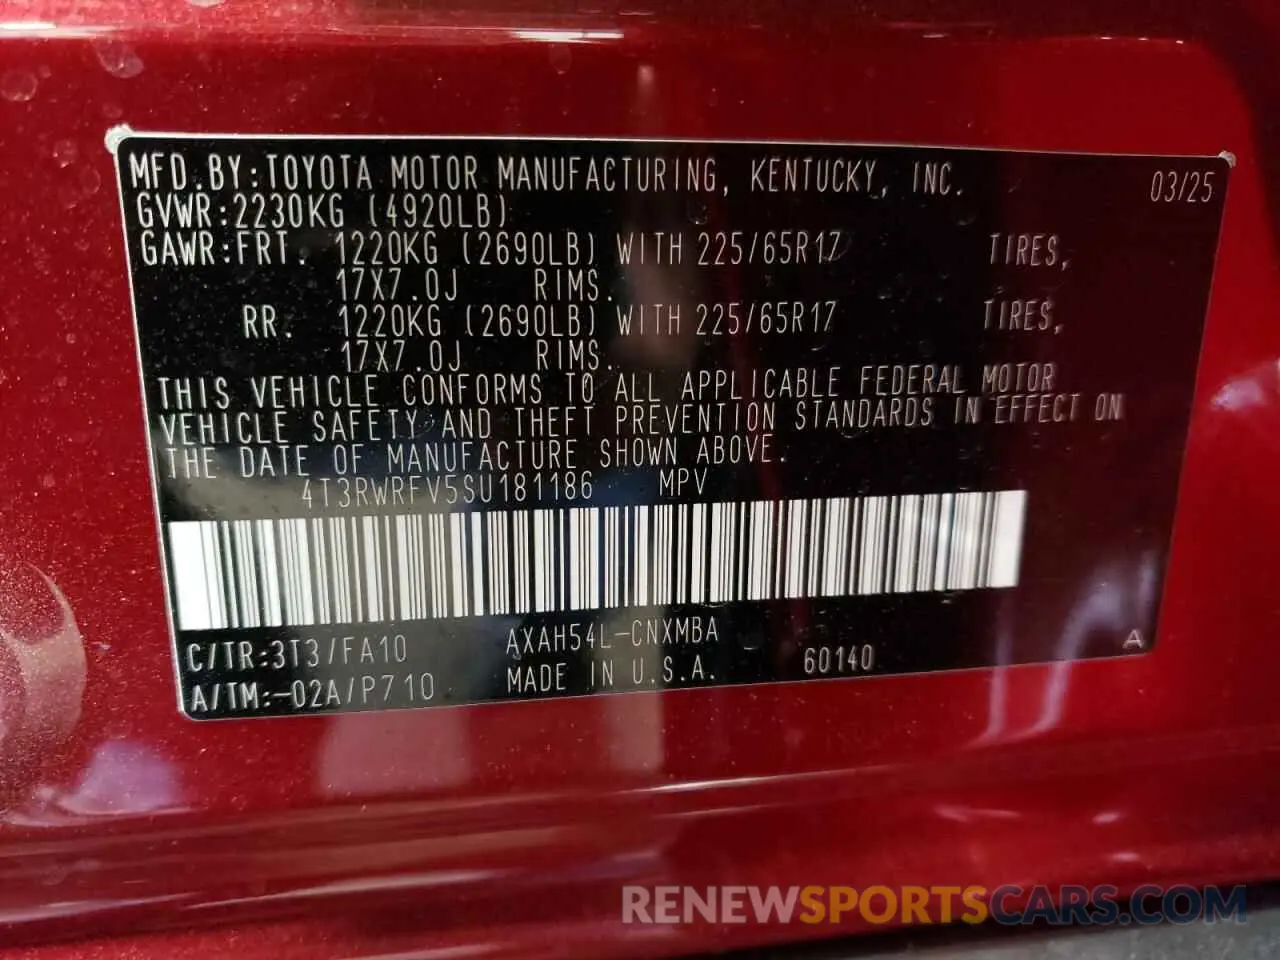 MFD.BY:TOYOTA MOTOR MANUFACTURING, KENTUCKY, INC. 03/25
GVWR:2230KG (4920LB)
GAWR:FRT. 1220KG (2690LB) WITH 225/65R17 TIRES,
17X7.0J RIMS.
RR. 1220KG (2690LB) WITH 225/65R17 TIRES,
17X7.0J RIMS.
THIS VEHICLE CONFORMS TO ALL APPLICABLE FEDERAL MOTOR
VEHICLE SAFETY AND THEFT PREVENTION STANDARDS IN EFFECT ON
THE DATE OF MANUFACTURE SHOWN ABOVE.
4T3RWRFV5SU181186 MPV
C/TR:3T3/FA10 AXAH54L-CNXMBA
A/TM:-02A/P710 MADE IN U.S.A. 60140 A
RENEWSPORTSCARS.COM